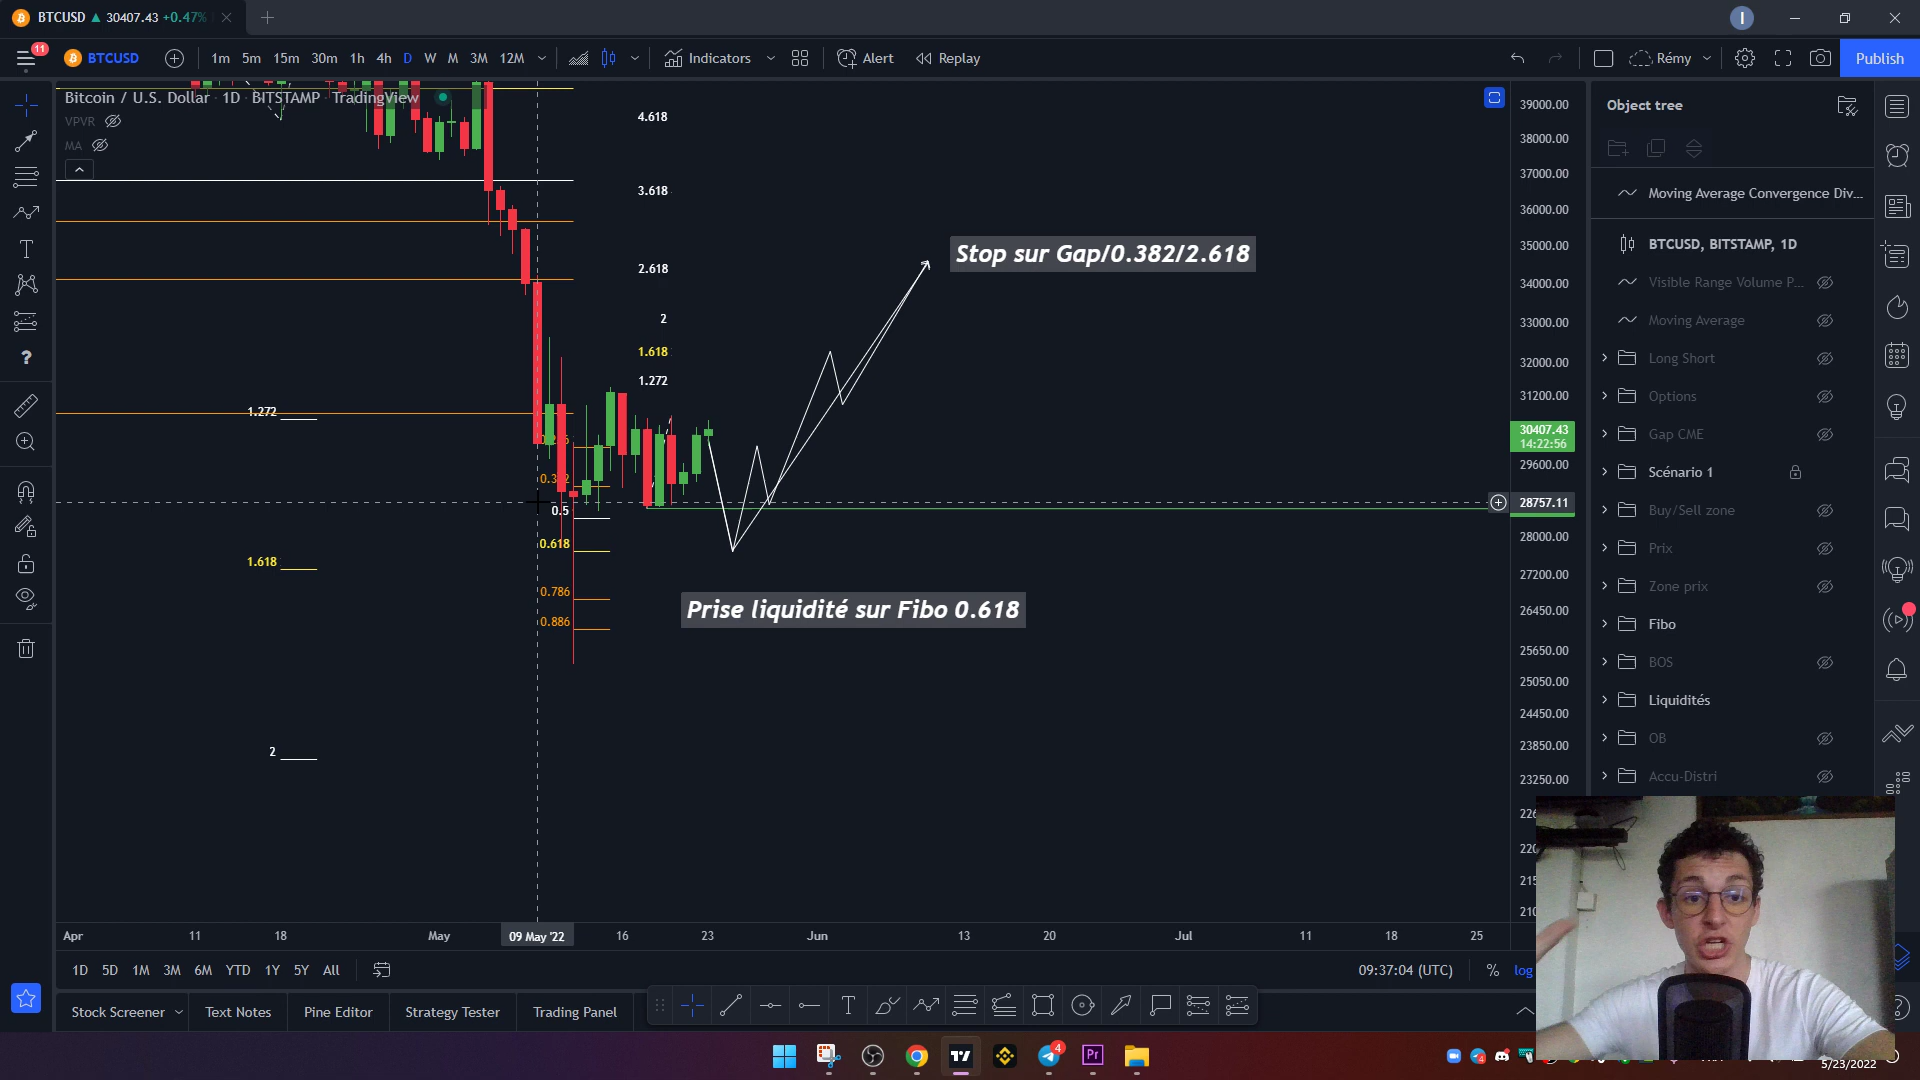 BTCUSD ▲ 30407.43 +0.47%
I
11
BTCUSD
1m 5m 15m 30m 1h 4h D W M 3M 12M
Indicators
Alert
Replay
Rémy
Publish
Bitcoin / U.S. Dollar · 1D · BITSTAMP · TradingView
VPVR
MA
4.618
3.618
2.618
2
1.618
1.272
1.272
1.618
2
0.382
0.5
0.618
0.786
0.886
Stop sur Gap/0.382/2.618
Prise liquidité sur Fibo 0.618
39000.00
38000.00
37000.00
36000.00
35000.00
34000.00
33000.00
32000.00
31200.00
30407.43
14:22:56
29600.00
28757.11
28000.00
27200.00
26450.00
25650.00
25050.00
24450.00
23850.00
23250.00
Object tree
Moving Average Convergence Div...
BTCUSD, BITSTAMP, 1D
Visible Range Volume P...
Moving Average
Long Short
Options
Gap CME
Scénario 1
Buy/Sell zone
Prix
Zone prix
Fibo
BOS
Liquidités
OB
Accu-Distri
Apr 11 18 May 09 May '22 16 23 Jun 13 20 Jul 11 18 25
1D 5D 1M 3M 6M YTD 1Y 5Y All
09:37:04 (UTC) % log
Stock Screener Text Notes Pine Editor Strategy Tester Trading Panel
4
Pr
5/23/2022